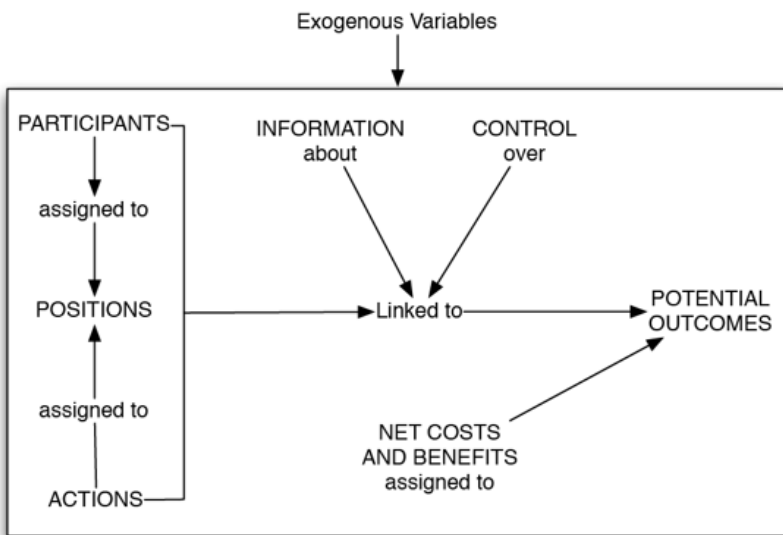 Exogenous Variables
PARTICIPANTS
INFORMATION
about
CONTROL
over
assigned to
POSITIONS
Linked to
POTENTIAL
OUTCOMES
assigned to
NET COSTS
AND BENEFITS
assigned to
ACTIONS